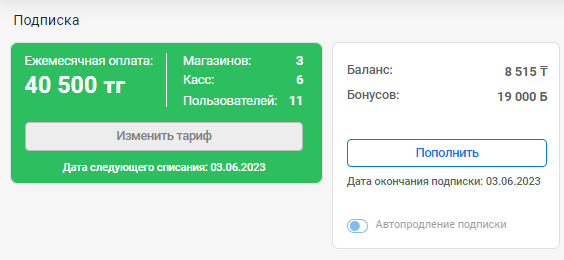 Подписка
Ежемесячная оплата:
40 500 тг
Магазинов: 3
Касс: 6
Пользователей: 11
Изменить тариф
Дата следующего списания: 03.06.2023
Баланс: 8 515 ₸
Бонусов: 19 000 Б
Пополнить
Дата окончания подписки: 03.06.2023
Автопродление подписки